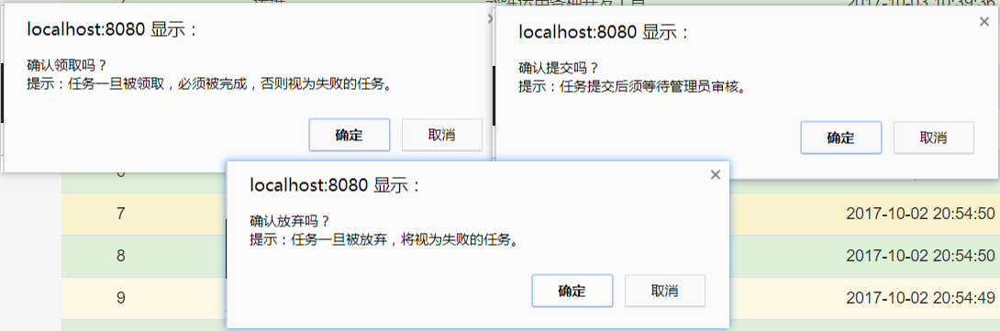 2017-10-03 10:39:36
localhost:8080 显示：
确认领取吗？
提示：任务一旦被领取，必须被完成，否则视为失败的任务。
确定
取消
localhost:8080 显示：
确认提交吗？
提示：任务提交后须等待管理员审核。
确定
取消
localhost:8080 显示：
确认放弃吗？
提示：任务一旦被放弃，将视为失败的任务。
确定
取消
7
2017-10-02 20:54:50
8
2017-10-02 20:54:50
9
2017-10-02 20:54:49